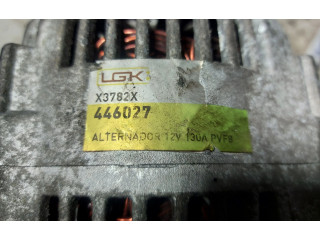 LGK
X3782X
446027
ALTERNADOR 12V 130A PVF8